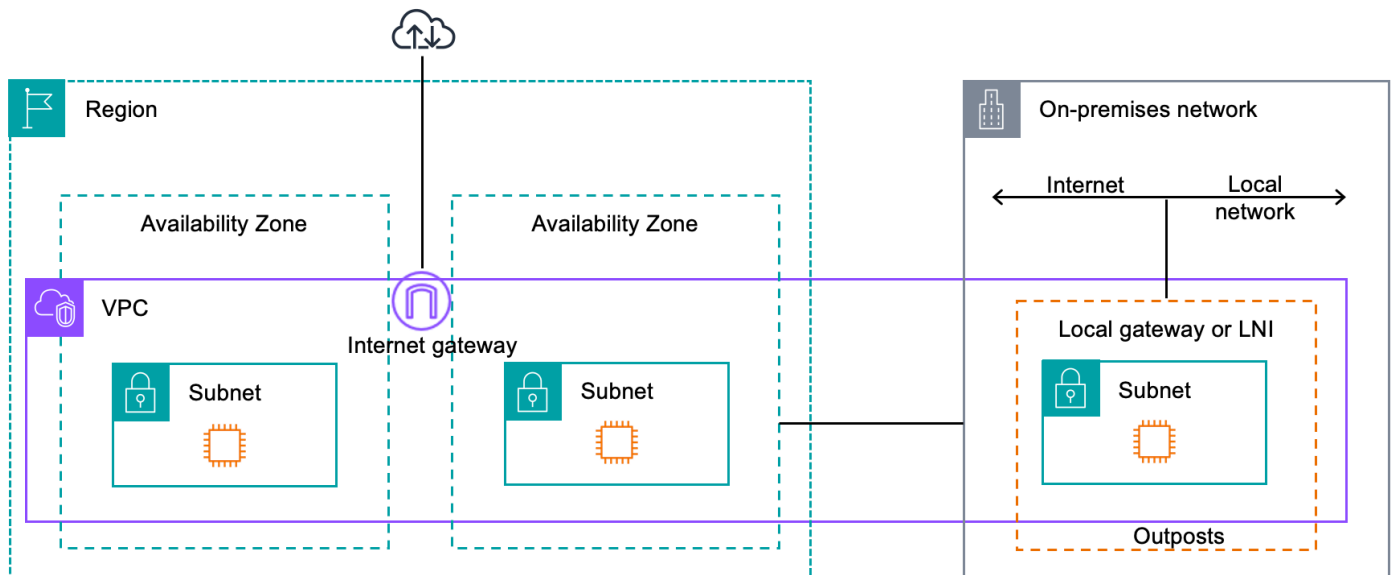 Region
On-premises network
Internet
Local
network
Availability Zone
Availability Zone
VPC
Internet gateway
Local gateway or LNI
Subnet
Subnet
Subnet
Outposts